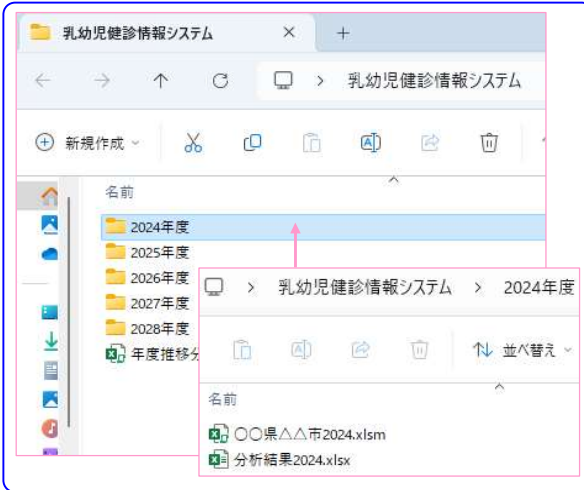 乳幼児健診情報システム
乳幼児健診情報システム
新規作成
名前
2024年度
2025年度
2026年度
2027年度
2028年度
年度推移分
乳幼児健診情報システム > 2024年度
並べ替え
名前
〇〇県△△市2024.xlsm
分析結果2024.xlsx